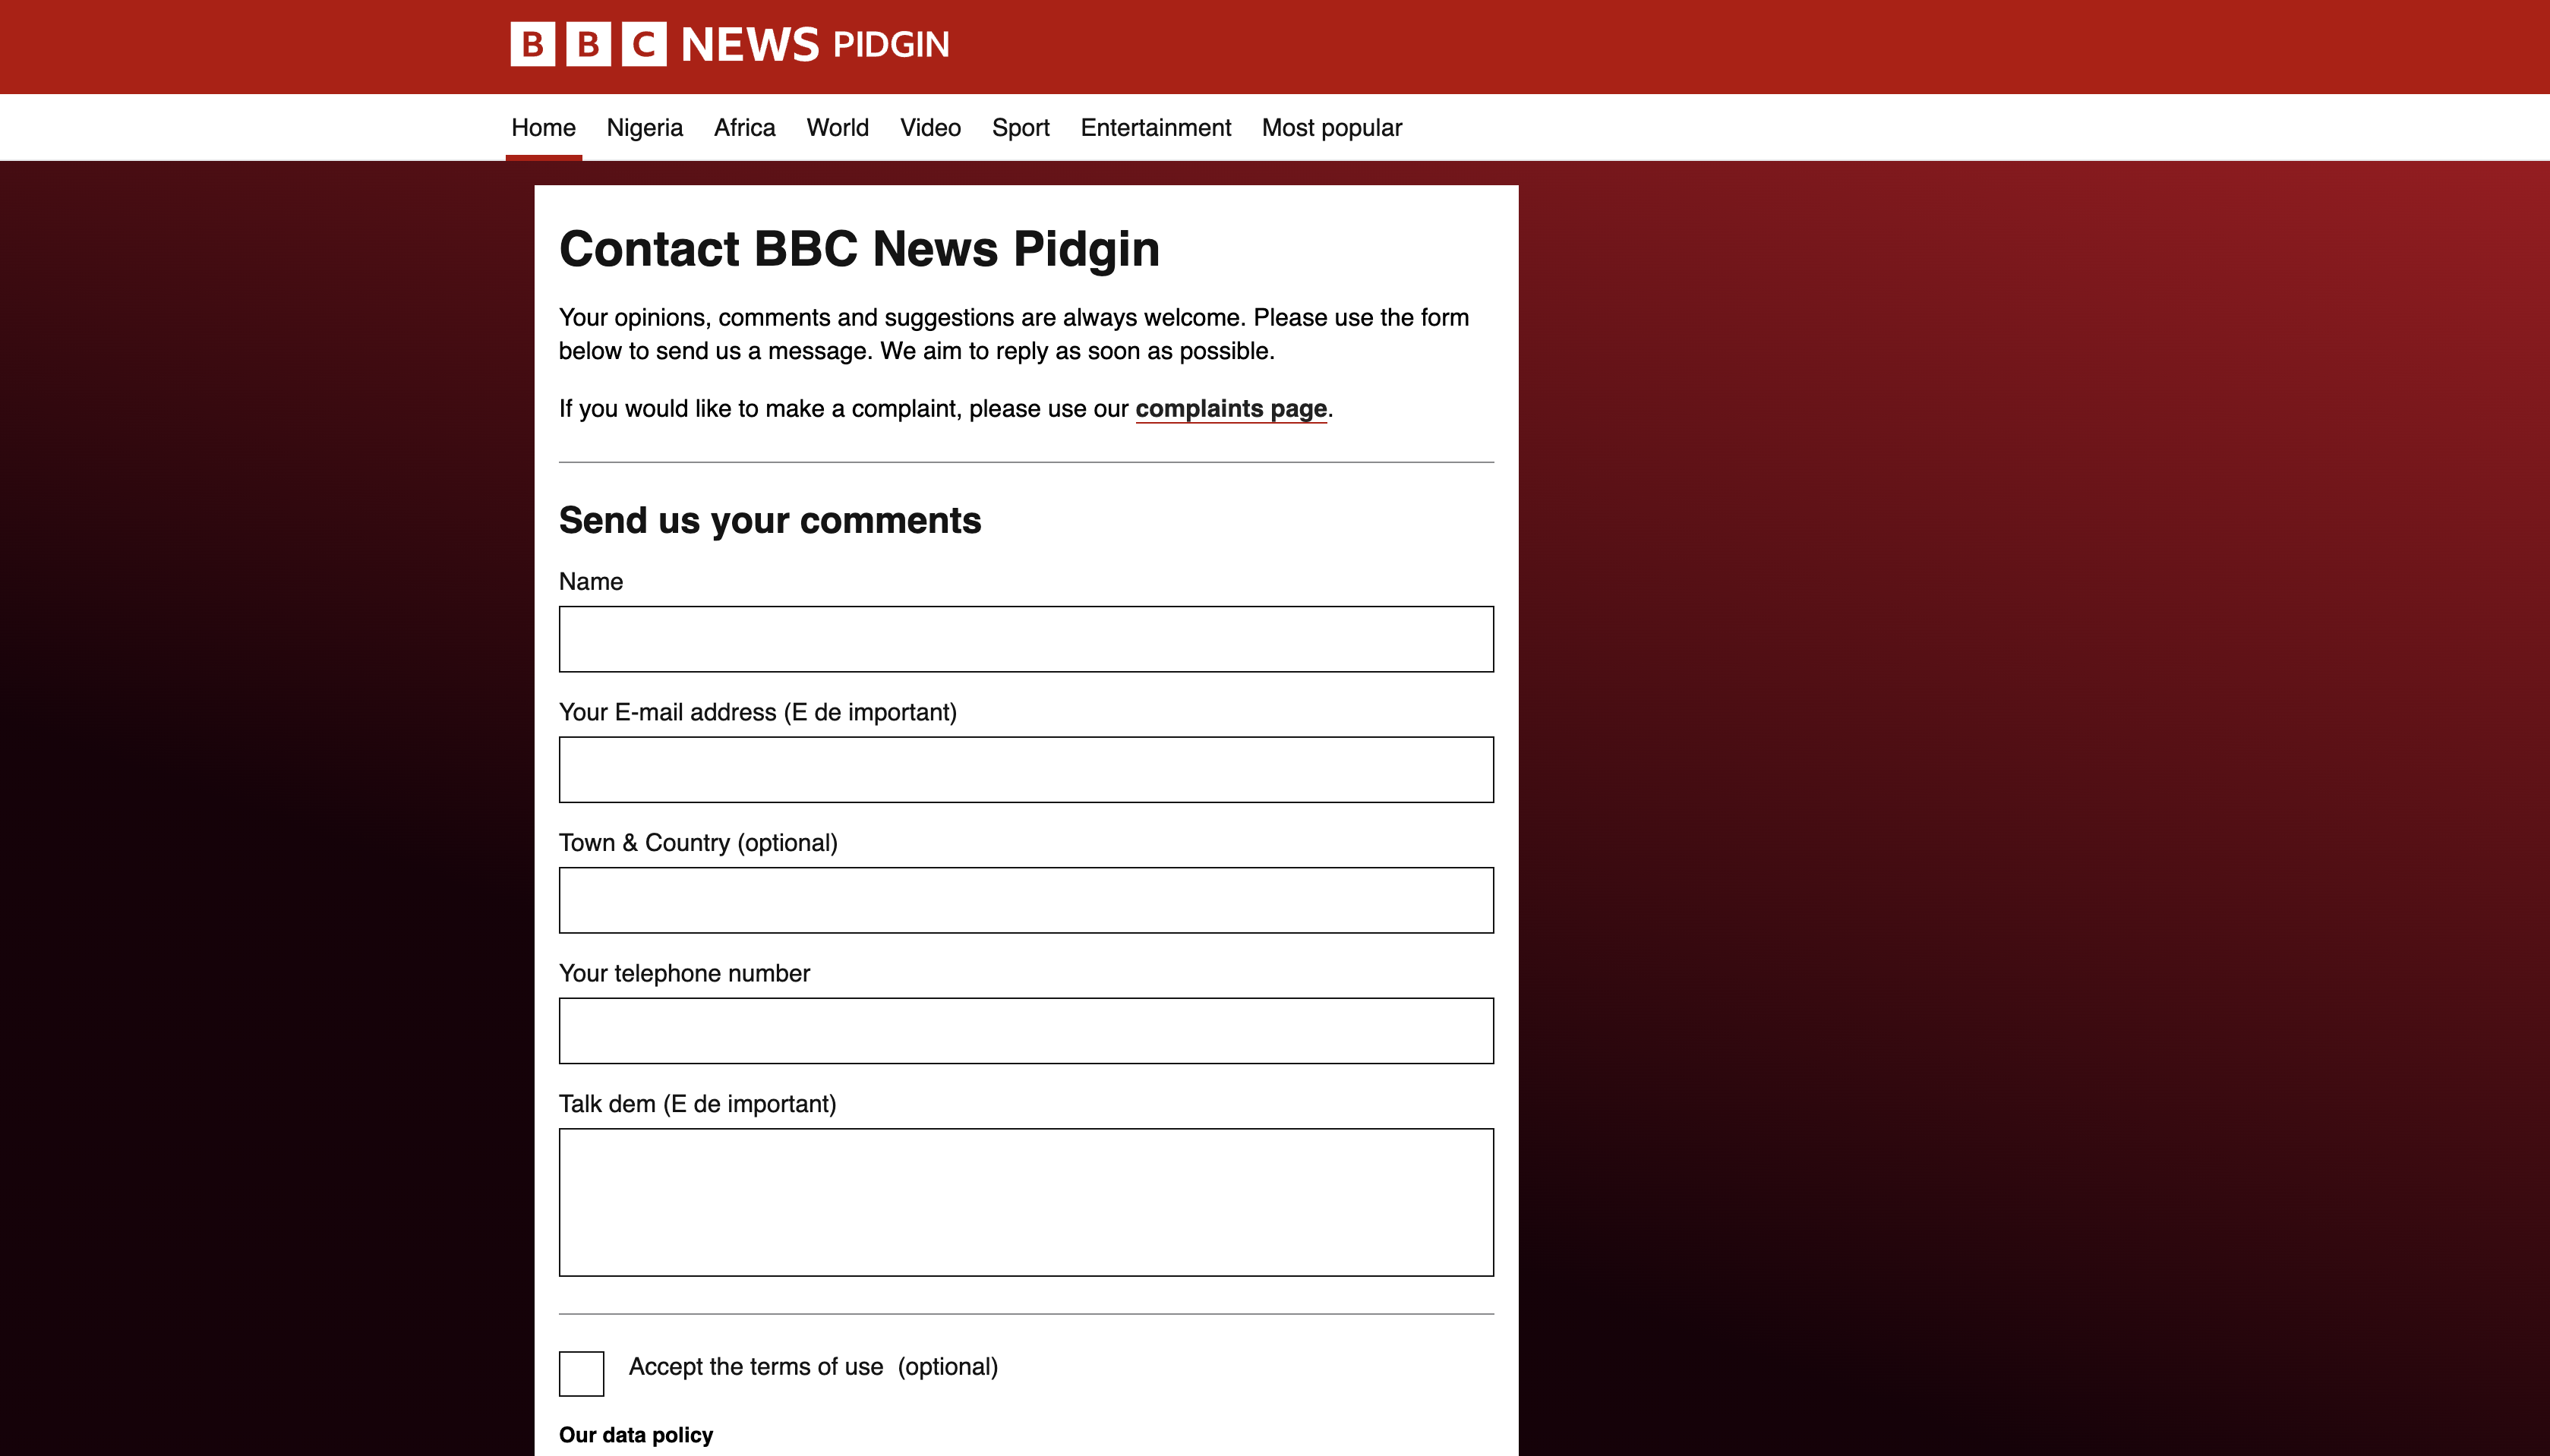 BBC NEWS PIDGIN
Home Nigeria Africa World Video Sport Entertainment Most popular
Contact BBC News Pidgin
Your opinions, comments and suggestions are always welcome. Please use the form
below to send us a message. We aim to reply as soon as possible.
If you would like to make a complaint, please use our complaints page.
Send us your comments
Name
Your E-mail address (E de important)
Town & Country (optional)
Your telephone number
Talk dem (E de important)
Accept the terms of use (optional)
Our data policy